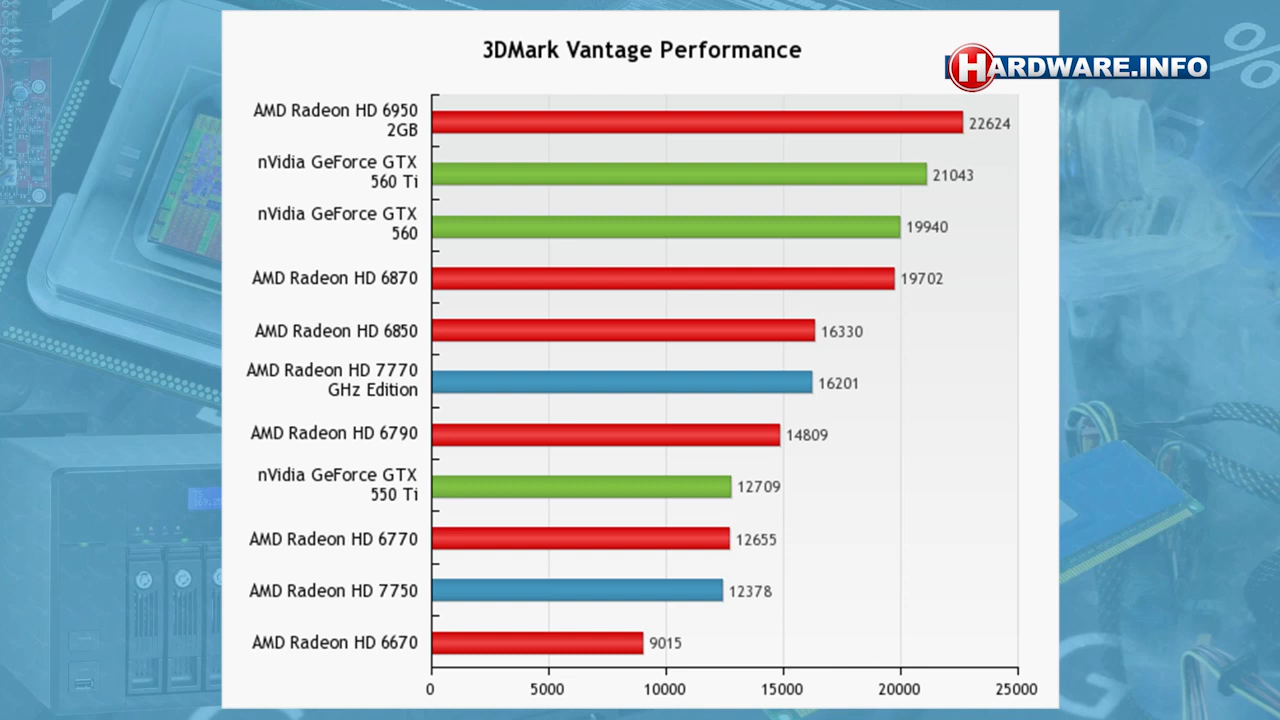 3DMark Vantage Performance
HARDWARE.INFO
AMD Radeon HD 6950
2GB
22624
nVidia GeForce GTX
560 Ti
21043
nVidia GeForce GTX
560
19940
AMD Radeon HD 6870
19702
AMD Radeon HD 6850
16330
AMD Radeon HD 7770
GHz Edition
16201
AMD Radeon HD 6790
14809
nVidia GeForce GTX
550 Ti
12709
AMD Radeon HD 6770
12655
AMD Radeon HD 7750
12378
AMD Radeon HD 6670
9015
0 5000 10000 15000 20000 25000